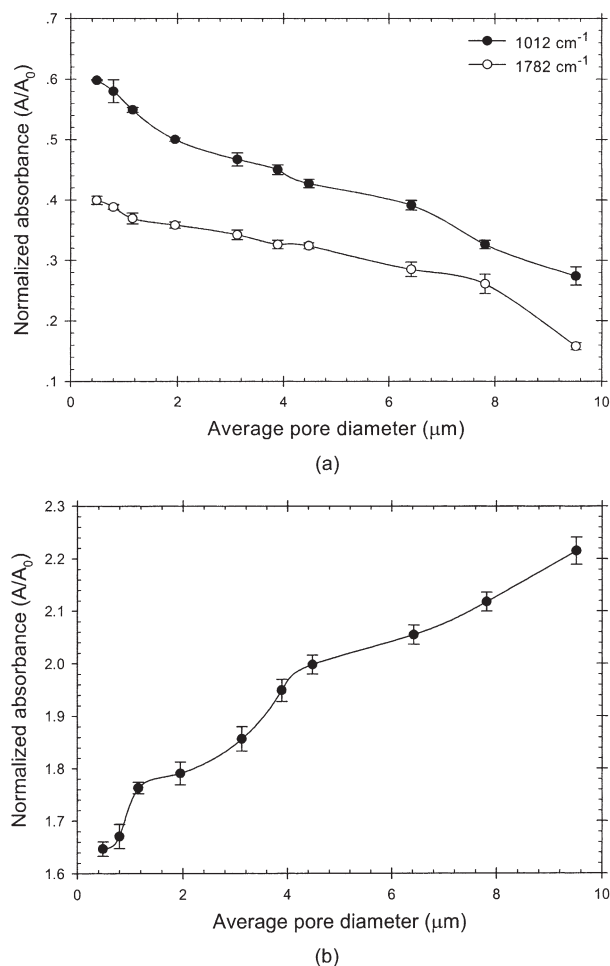 .7
.6
.5
.4
.3
.2
.1
Normalized absorbance (A/A₀)
1012 cm⁻¹
1782 cm⁻¹
0 2 4 6 8 10
Average pore diameter (μm)
(a)
2.3
2.2
2.1
2.0
1.9
1.8
1.7
1.6
Normalized absorbance (A/A₀)
0 2 4 6 8 10
Average pore diameter (μm)
(b)